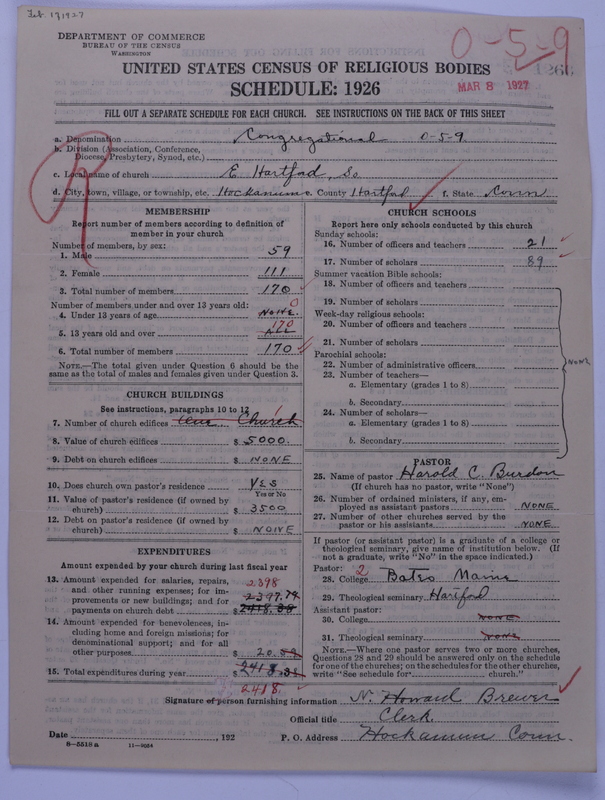 Feb. 17 1927
DEPARTMENT OF COMMERCE
BUREAU OF THE CENSUS
WASHINGTON
0-5-9
1266
MAR 8 1927
UNITED STATES CENSUS OF RELIGIOUS BODIES
SCHEDULE: 1926
FILL OUT A SEPARATE SCHEDULE FOR EACH CHURCH. SEE INSTRUCTIONS ON THE BACK OF THIS SHEET
a. Denomination Congregational 0-5-9
b. Division (Association, Conference,
Diocese, Presbytery, Synod, etc.)
c. Local name of church E Hartford, So
d. City, town, village, or township, etc. Hockanum e. County Hartford f. State Conn
R
MEMBERSHIP
Report number of members according to definition of
member in your church
Number of members, by sex:
1. Male 59
2. Female 111
3. Total number of members 170
Number of members under and over 13 years old:
0
4. Under 13 years of age NONE.
170
5. 13 years old and over ALL
6. Total number of members 170
NOTE.—The total given under Question 6 should be the
same as the total of males and females given under Question 3.
CHURCH BUILDINGS
See instructions, paragraphs 10 to 12
7. Number of church edifices One Church
8. Value of church edifices $ 5000.
9. Debt on church edifices $ NONE
10. Does church own pastor's residence YES
Yes or No
11. Value of pastor's residence (if owned by
church) $ 3500
12. Debt on pastor's residence (if owned by
church) $ NONE
EXPENDITURES
Amount expended by your church during last fiscal year
13. Amount expended for salaries, repairs,
and other running expenses; for im-
provements or new buildings; and for
payments on church debt $ 2398
2397.74
14. Amount expended for benevolences, in-
cluding home and foreign missions; for
denominational support; and for all
other purposes $ 20.
15. Total expenditures during year $ 2418.
2418.
CHURCH SCHOOLS
Report here only schools conducted by this church
Sunday schools:
16. Number of officers and teachers 21
17. Number of scholars 89
Summer vacation Bible schools:
18. Number of officers and teachers
19. Number of scholars
Week-day religious schools:
20. Number of officers and teachers
21. Number of scholars
Parochial schools:
22. Number of administrative officers
23. Number of teachers—
a. Elementary (grades 1 to 8)
b. Secondary
24. Number of scholars—
a. Elementary (grades 1 to 8)
b. Secondary
NONE
PASTOR
25. Name of pastor Harold C. Burdon
(If church has no pastor, write "None")
26. Number of ordained ministers, if any, em-
ployed as assistant pastors NONE
27. Number of other churches served by the
pastor or his assistants NONE
If pastor (or assistant pastor) is a graduate of a college or
theological seminary, give name of institution below. (If
not a graduate, write "No" in the space indicated.)
Pastor: 2
28. College Bates Maine
29. Theological seminary Hartford
Assistant pastor:
30. College NONE
31. Theological seminary NONE
NOTE.—Where one pastor serves two or more churches,
Questions 28 and 29 should be answered only on the schedule
for one of the churches; on the schedules for the other churches,
write "See schedule for church."
Signature of person furnishing information N. Howard Brewer
Official title Clerk.
Date , 192 P. O. Address Hockanum Conn.
8—5518 a 11—9064